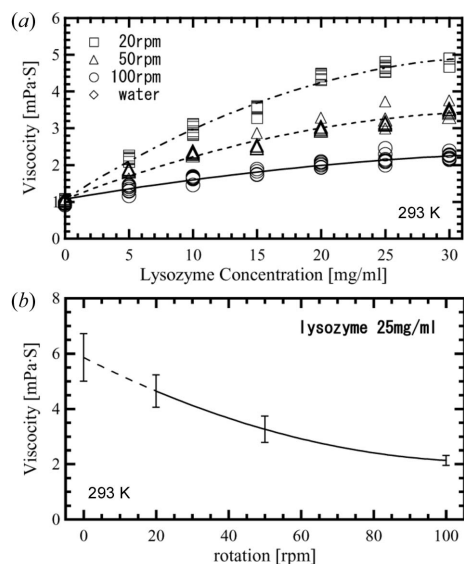 (a)
6
5
4
3
2
1
0
Viscocity [mPa·S]
20rpm
50rpm
100rpm
water
293 K
0 5 10 15 20 25 30
Lysozyme Concentration [mg/ml]
(b)
8
6
4
2
0
Viscocity [mPa·S]
lysozyme 25mg/ml
293 K
0 20 40 60 80 100
rotation [rpm]